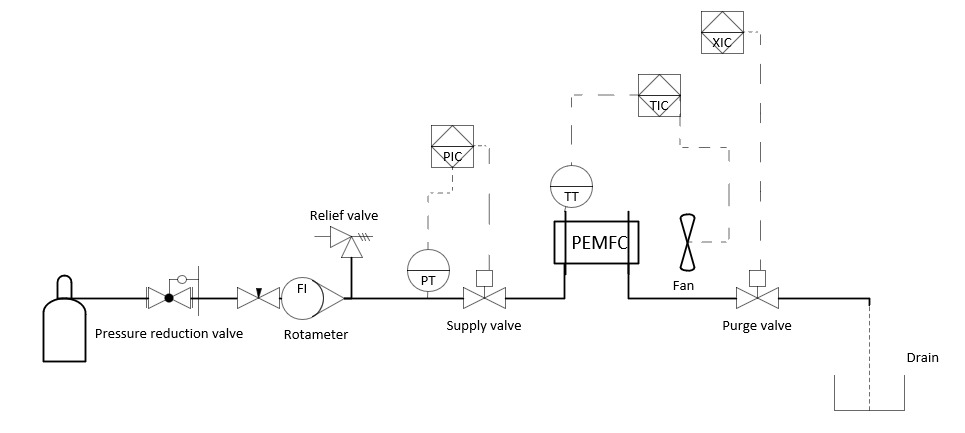 XIC
TIC
PIC
TT
Relief valve
PEMFC
PT
Fan
FI
Pressure reduction valve
Rotameter
Supply valve
Purge valve
Drain